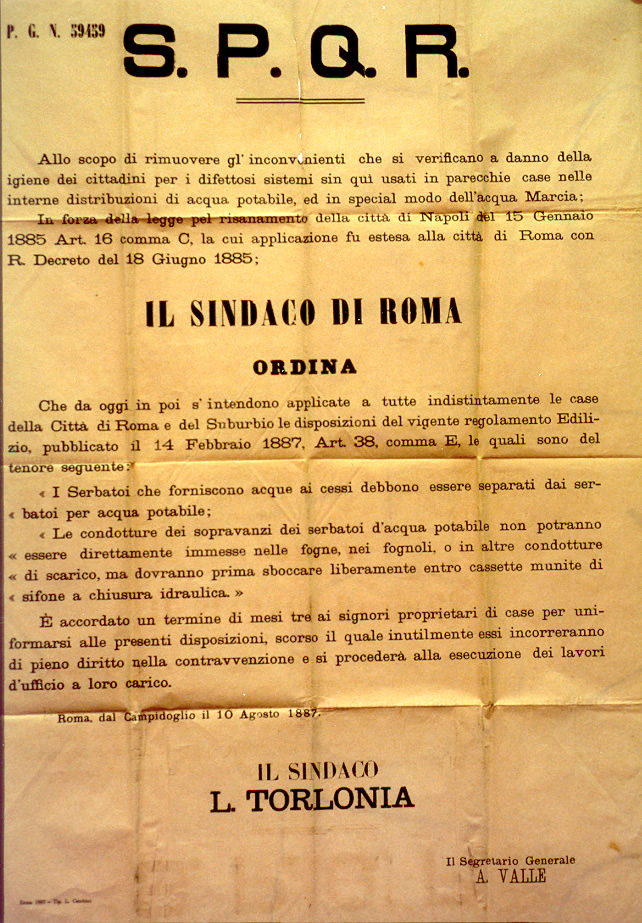 P. G. N. 59459
S. P. Q. R.
Allo scopo di rimuovere gl' inconvenienti che si verificano a danno della
igiene dei cittadini per i difettosi sistemi sin qui usati in parecchie case nelle
interne distribuzioni di acqua potabile, ed in special modo dell'acqua Marcia;
In forza della legge pel risanamento della città di Napoli del 15 Gennaio
1885 Art. 16 comma C, la cui applicazione fu estesa alla città di Roma con
R. Decreto del 18 Giugno 1885;
IL SINDACO DI ROMA
ORDINA
Che da oggi in poi s' intendono applicate a tutte indistintamente le case
della Città di Roma e del Suburbio le disposizioni del vigente regolamento Edili-
zio, pubblicato il 14 Febbraio 1887, Art. 38, comma E, le quali sono del
tenore seguente:
« I Serbatoi che forniscono acque ai cessi debbono essere separati dai ser-
« batoi per acqua potabile;
« Le condotture dei sopravanzi dei serbatoi d'acqua potabile non potranno
« essere direttamente immesse nelle fogne, nei fognoli, o in altre condotture
« di scarico, ma dovranno prima sboccare liberamente entro cassette munite di
« sifone a chiusura idraulica. »
È accordato un termine di mesi tre ai signori proprietari di case per uni-
formarsi alle presenti disposizioni, scorso il quale inutilmente essi incorreranno
di pieno diritto nella contravvenzione e si procederà alla esecuzione dei lavori
d'ufficio a loro carico.
Roma, dal Campidoglio il 10 Agosto 1887.
IL SINDACO
L. TORLONIA
Il Segretario Generale
A. VALLE
Roma 1887 - Tip. L.